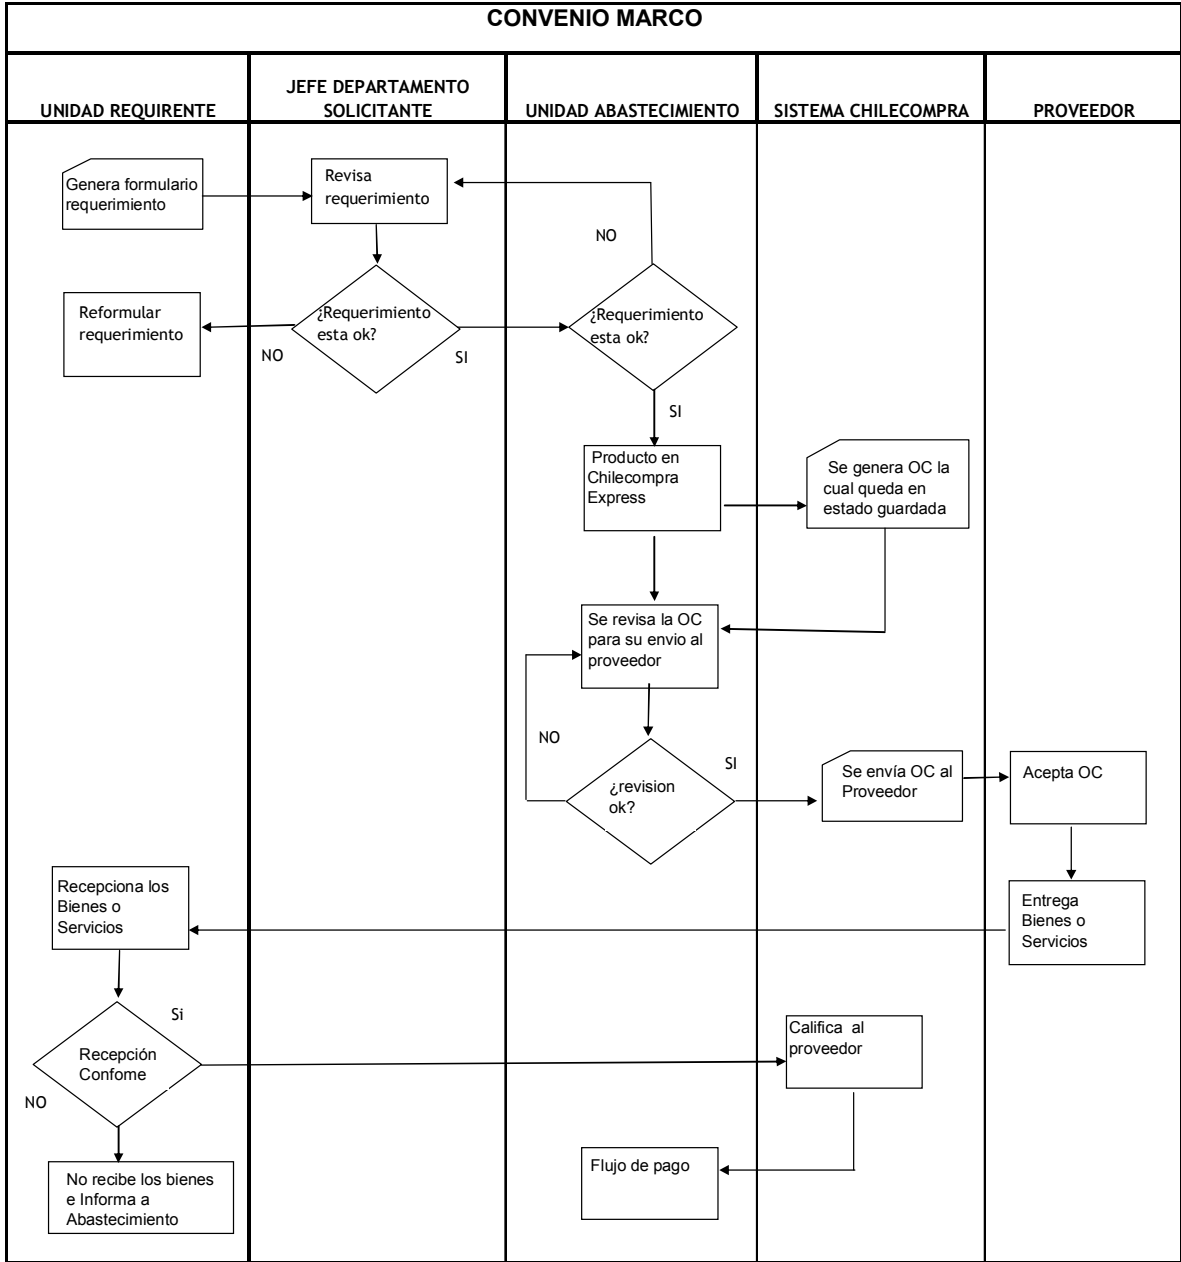 CONVENIO MARCO
UNIDAD REQUIRENTE
JEFE DEPARTAMENTO
SOLICITANTE
UNIDAD ABASTECIMIENTO
SISTEMA CHILECOMPRA
PROVEEDOR
Genera formulario
requerimiento
Revisa
requerimiento
NO
Reformular
requerimiento
¿Requerimiento
esta ok?
NO
SI
¿Requerimiento
esta ok?
SI
Producto en
Chilecompra
Express
Se genera OC la
cual queda en
estado guardada
Se revisa la OC
para su envio al
proveedor
NO
¿revision
ok?
SI
Se envía OC al
Proveedor
Acepta OC
Entrega
Bienes o
Servicios
Recepciona los
Bienes o
Servicios
Si
Recepción
Confome
NO
Califica al
proveedor
No recibe los bienes
e Informa a
Abastecimiento
Flujo de pago